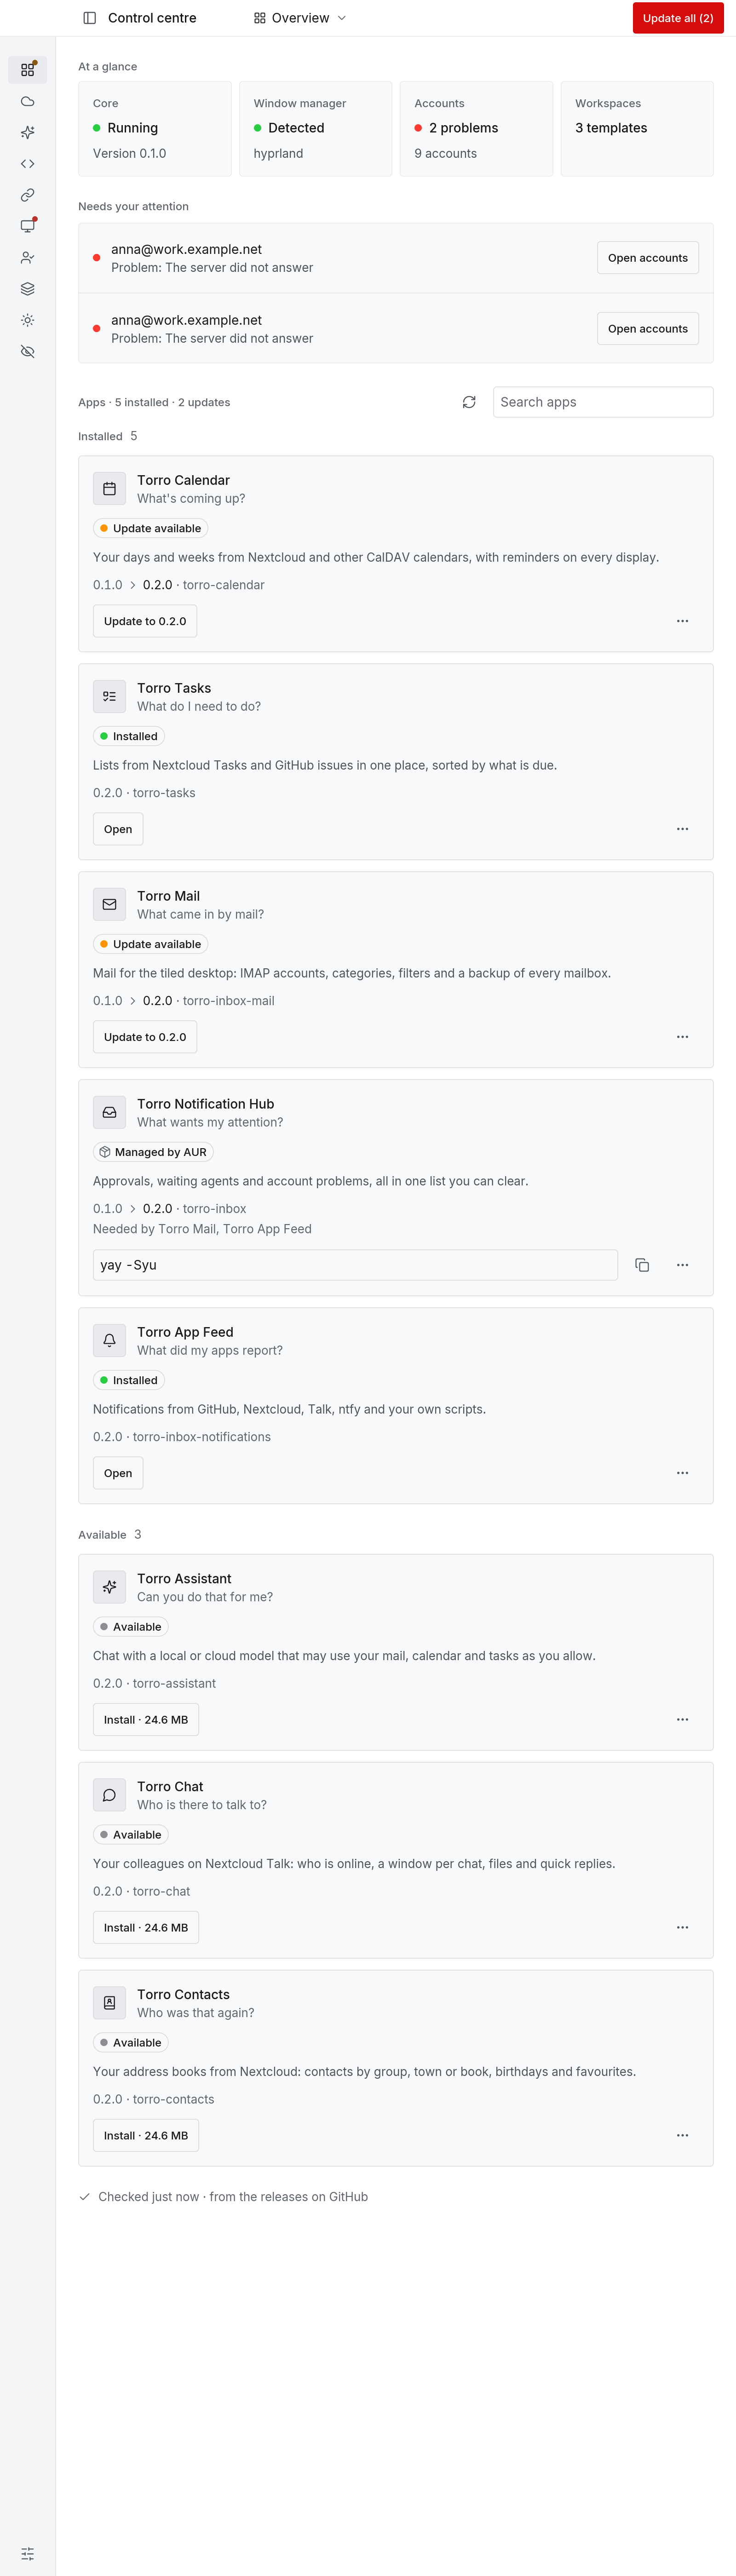 Control centre
Overview
Update all (2)
At a glance
Core
Running
Version 0.1.0
Window manager
Detected
hyprland
Accounts
2 problems
9 accounts
Workspaces
3 templates
Needs your attention
anna@work.example.net
Problem: The server did not answer
Open accounts
anna@work.example.net
Problem: The server did not answer
Open accounts
Apps · 5 installed · 2 updates
Search apps
Installed 5
Torro Calendar
What's coming up?
Update available
Your days and weeks from Nextcloud and other CalDAV calendars, with reminders on every display.
0.1.0 > 0.2.0 · torro-calendar
Update to 0.2.0
Torro Tasks
What do I need to do?
Installed
Lists from Nextcloud Tasks and GitHub issues in one place, sorted by what is due.
0.2.0 · torro-tasks
Open
Torro Mail
What came in by mail?
Update available
Mail for the tiled desktop: IMAP accounts, categories, filters and a backup of every mailbox.
0.1.0 > 0.2.0 · torro-inbox-mail
Update to 0.2.0
Torro Notification Hub
What wants my attention?
Managed by AUR
Approvals, waiting agents and account problems, all in one list you can clear.
0.1.0 > 0.2.0 · torro-inbox
Needed by Torro Mail, Torro App Feed
yay -Syu
Torro App Feed
What did my apps report?
Installed
Notifications from GitHub, Nextcloud, Talk, ntfy and your own scripts.
0.2.0 · torro-inbox-notifications
Open
Available 3
Torro Assistant
Can you do that for me?
Available
Chat with a local or cloud model that may use your mail, calendar and tasks as you allow.
0.2.0 · torro-assistant
Install · 24.6 MB
Torro Chat
Who is there to talk to?
Available
Your colleagues on Nextcloud Talk: who is online, a window per chat, files and quick replies.
0.2.0 · torro-chat
Install · 24.6 MB
Torro Contacts
Who was that again?
Available
Your address books from Nextcloud: contacts by group, town or book, birthdays and favourites.
0.2.0 · torro-contacts
Install · 24.6 MB
Checked just now · from the releases on GitHub